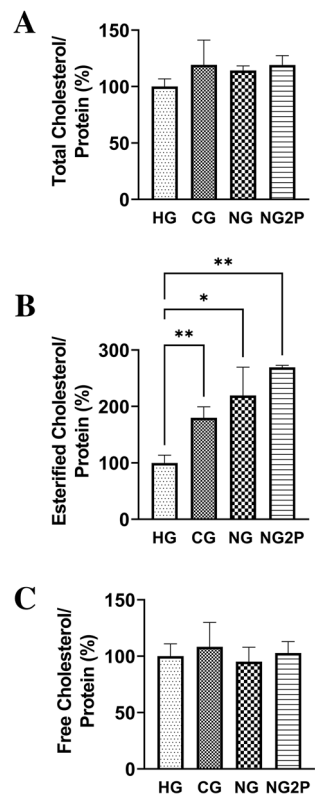 A
Total Cholesterol/
Protein (%)
150
100
50
0
HG CG NG NG2P
B
**
*
**
Esterified Cholesterol/
Protein (%)
300
200
100
0
HG CG NG NG2P
C
Free Cholesterol/
Protein (%)
150
100
50
0
HG CG NG NG2P